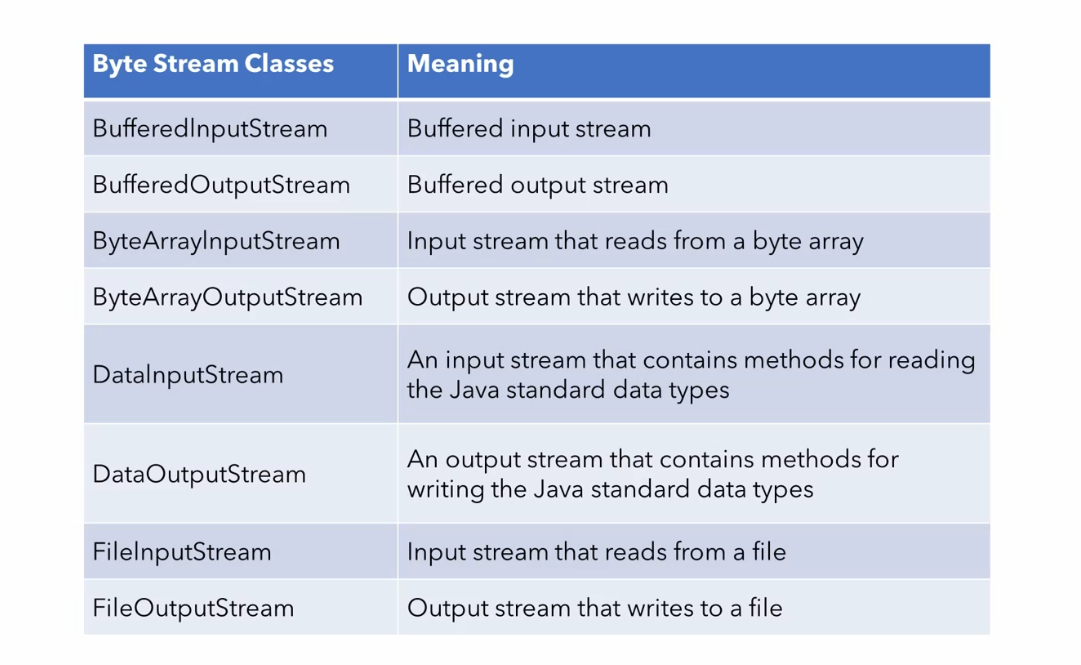 Byte Stream Classes Meaning
BufferedInputStream Buffered input stream
BufferedOutputStream Buffered output stream
ByteArrayInputStream Input stream that reads from a byte array
ByteArrayOutputStream Output stream that writes to a byte array
DataInputStream An input stream that contains methods for reading
the Java standard data types
DataOutputStream An output stream that contains methods for
writing the Java standard data types
FileInputStream Input stream that reads from a file
FileOutputStream Output stream that writes to a file